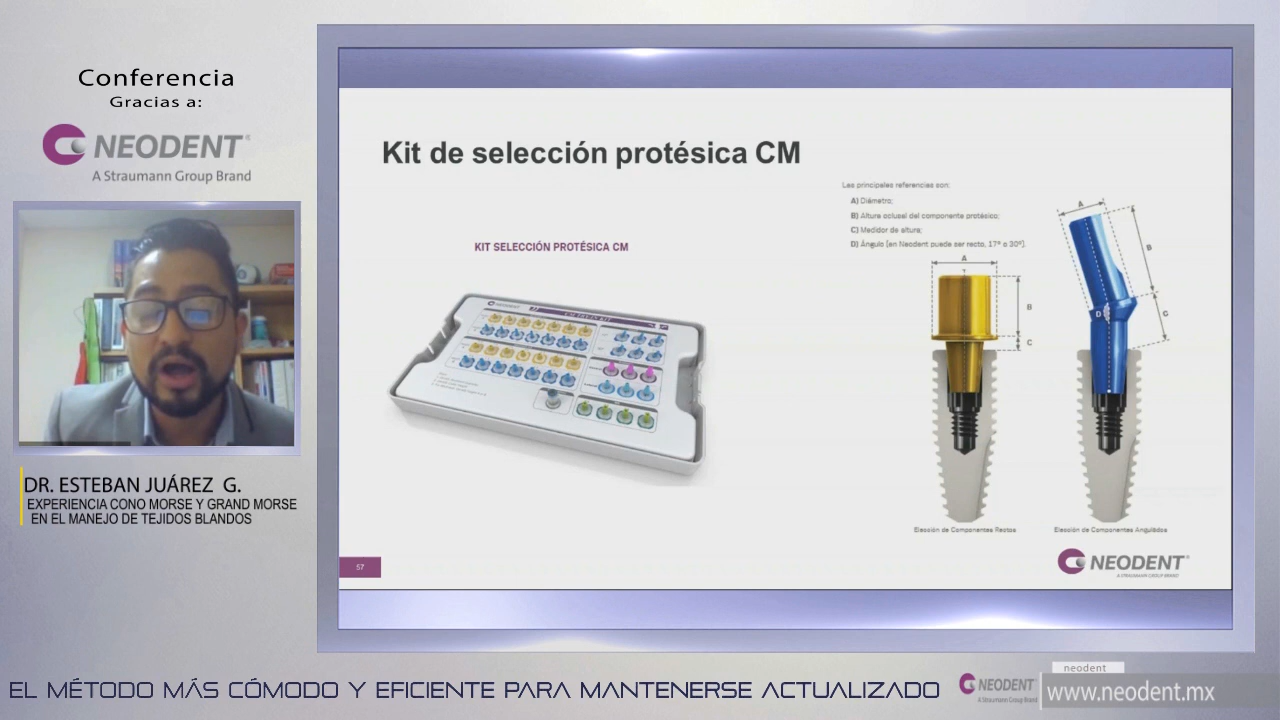 Conferencia
Gracias a:
NEODENT
A Straumann Group Brand
DR. ESTEBAN JUÁREZ G.
EXPERIENCIA CONO MORSE Y GRAND MORSE
EN EL MANEJO DE TEJIDOS BLANDOS
Kit de selección protésica CM
KIT SELECCIÓN PROTÉSICA CM
NEODENT
Las principales referencias son:
A) Diámetro;
B) Altura oclusal del componente protésico;
C) Medidor de altura;
D) Ángulo (en Neodent puede ser recto, 17º o 30º).
A
B
C
A
B
C
D
Elección de Componentes Rectos
Elección de Componentes Angulados
57
NEODENT
A STRAUMANN GROUP BRAND
EL MÉTODO MÁS CÓMODO Y EFICIENTE PARA MANTENERSE ACTUALIZADO
NEODENT
A Straumann Group Brand
neodent
www.neodent.mx